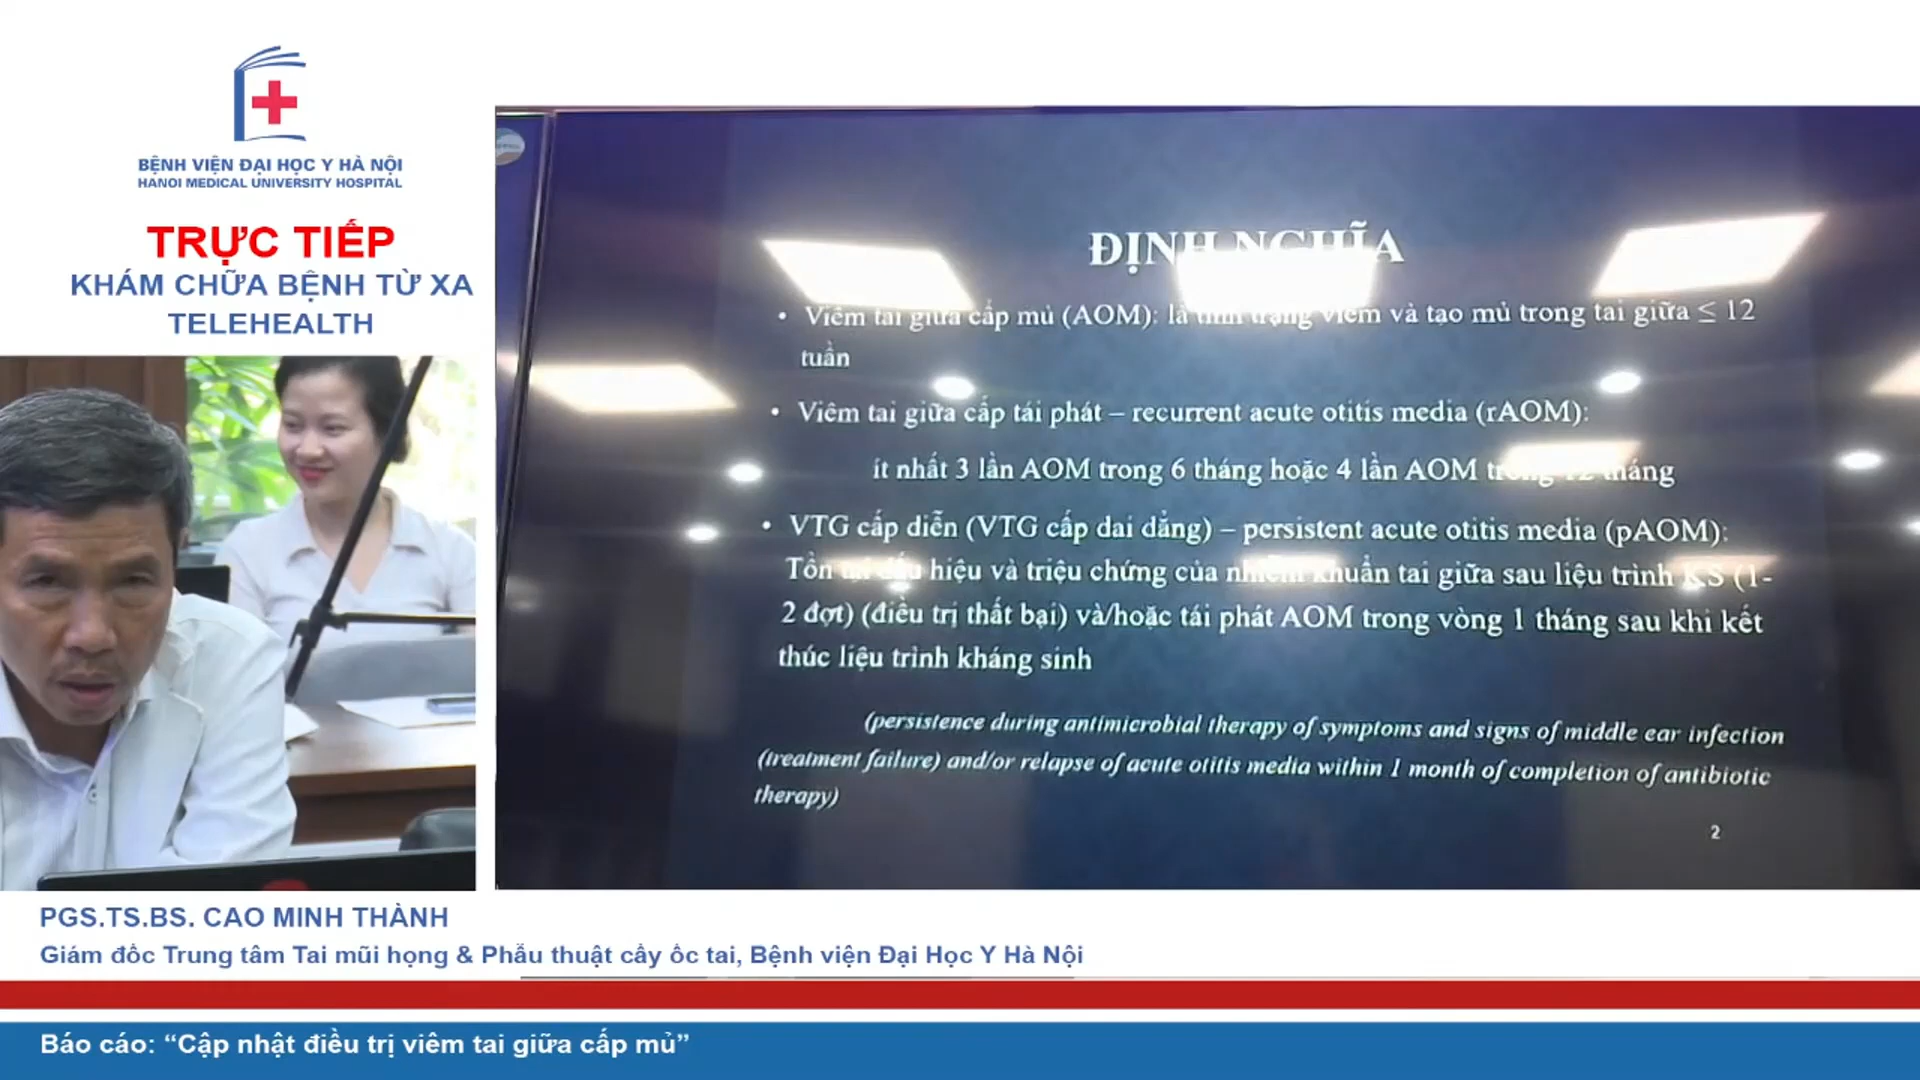 BỆNH VIỆN ĐẠI HỌC Y HÀ NỘI
HANOI MEDICAL UNIVERSITY HOSPITAL
TRỰC TIẾP
KHÁM CHỮA BỆNH TỪ XA
TELEHEALTH
ĐỊNH NGHĨA
• Viêm tai giữa cấp mủ (AOM): là tình trạng viêm và tạo mủ trong tai giữa ≤ 12
tuần
• Viêm tai giữa cấp tái phát – recurrent acute otitis media (rAOM):
ít nhất 3 lần AOM trong 6 tháng hoặc 4 lần AOM trong 12 tháng
• VTG cấp diễn (VTG cấp dai dẳng) – persistent acute otitis media (pAOM):
Tồn tại dấu hiệu và triệu chứng của nhiễm khuẩn tai giữa sau liệu trình KS (1-
2 đợt) (điều trị thất bại) và/hoặc tái phát AOM trong vòng 1 tháng sau khi kết
thúc liệu trình kháng sinh
(persistence during antimicrobial therapy of symptoms and signs of middle ear infection
(treatment failure) and/or relapse of acute otitis media within 1 month of completion of antibiotic
therapy)
2
PGS.TS.BS. CAO MINH THÀNH
Giám đốc Trung tâm Tai mũi họng & Phẫu thuật cấy ốc tai, Bệnh viện Đại Học Y Hà Nội
Báo cáo: “Cập nhật điều trị viêm tai giữa cấp mủ”